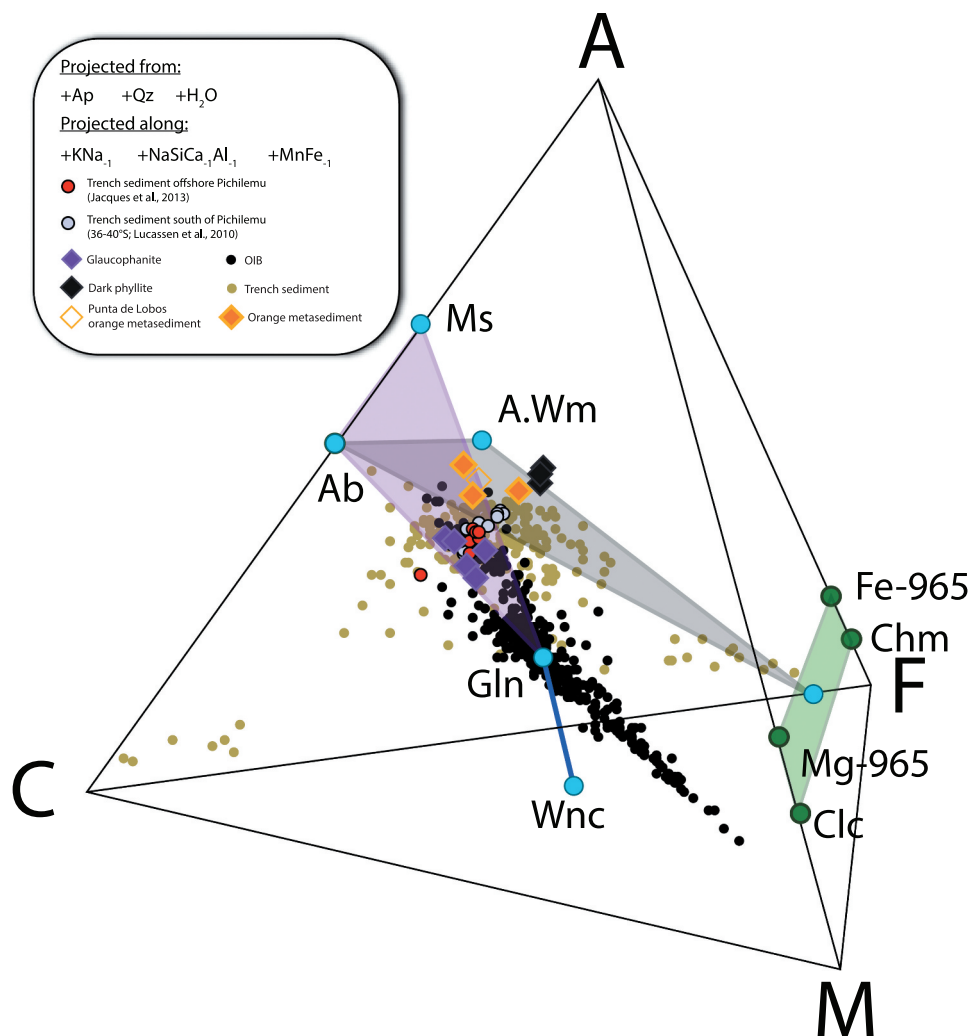 Projected from:
+Ap +Qz +H₂O
Projected along:
+KNa₋₁ +NaSiCa₋₁Al₋₁ +MnFe₋₁
Trench sediment offshore Pichilemu
(Jacques et al., 2013)
Trench sediment south of Pichilemu
(36-40°S; Lucassen et al., 2010)
Glaucophanite OIB
Dark phyllite Trench sediment
Punta de Lobos
orange metasediment Orange metasediment
A
Ms
A.Wm
Ab
Fe-965
Chm
F
Gln
Mg-965
C
Wnc
Clc
M